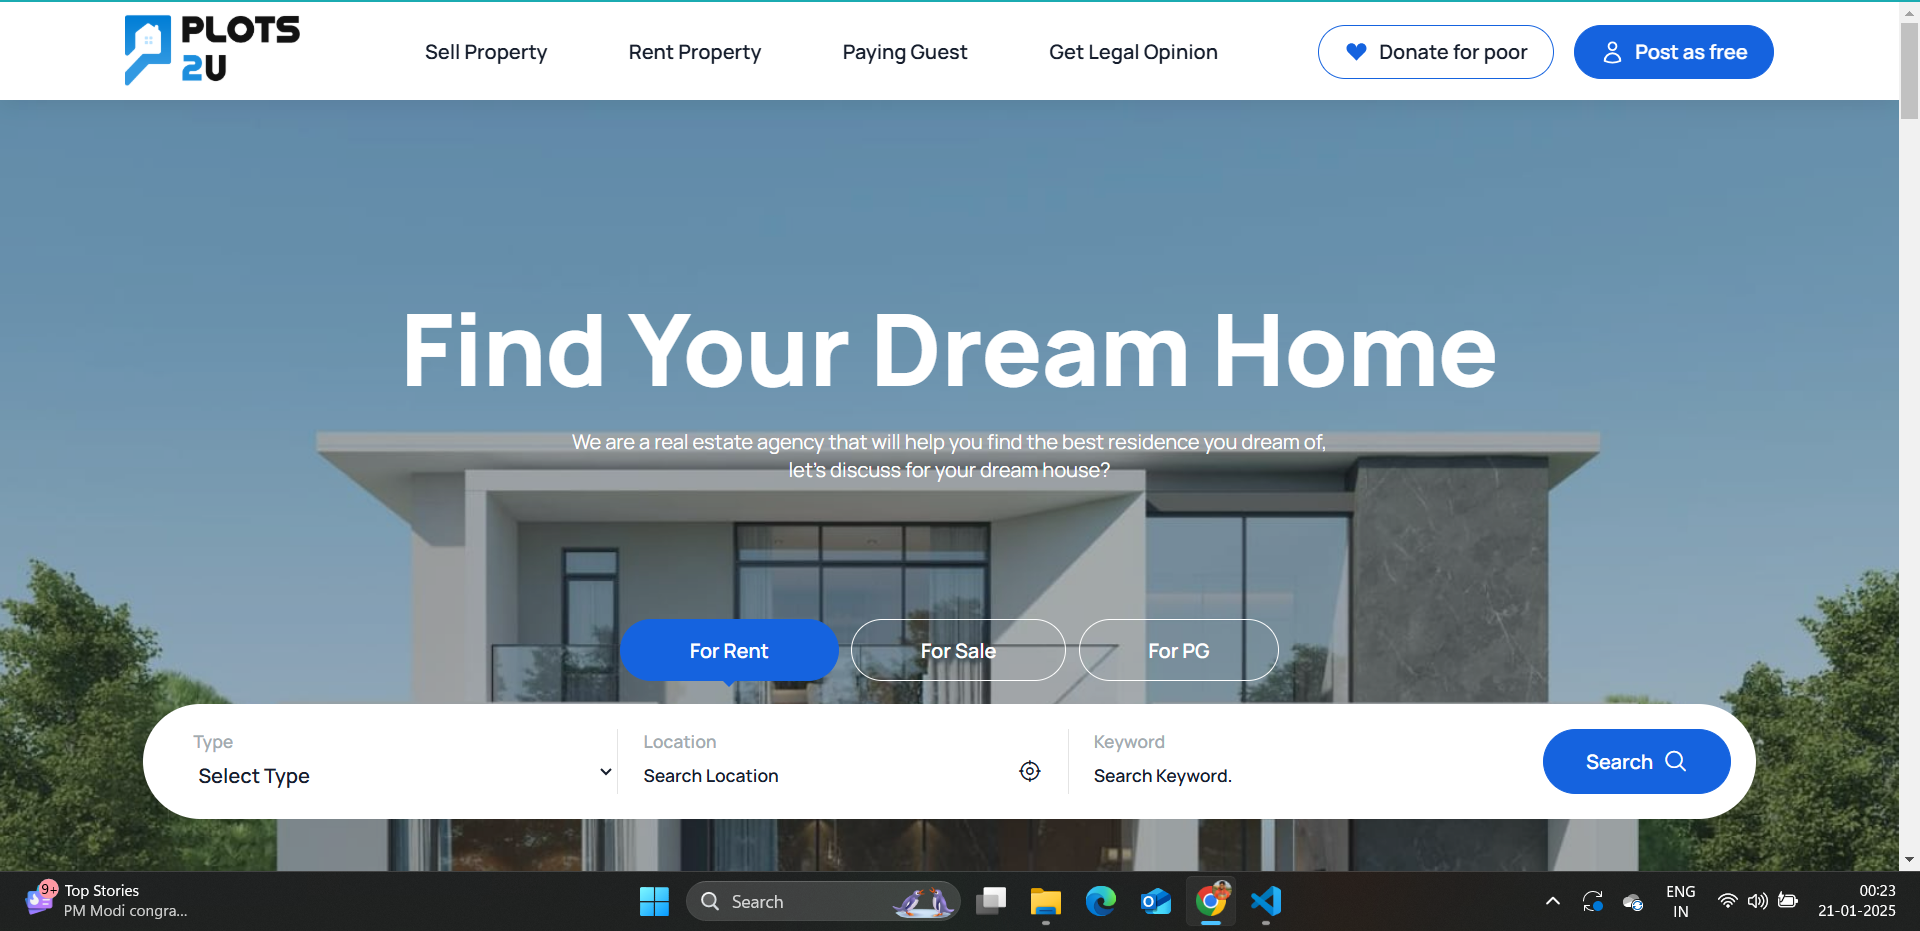 PLOTS
2U
Sell Property
Rent Property
Paying Guest
Get Legal Opinion
Donate for poor
Post as free
Find Your Dream Home
We are a real estate agency that will help you find the best residence you dream of,
let's discuss for your dream house?
For Rent
For Sale
For PG
Type
Select Type
Location
Search Location
Keyword
Search Keyword.
Search
9+
Top Stories
PM Modi congra...
Search
ENG
IN
00:23
21-01-2025